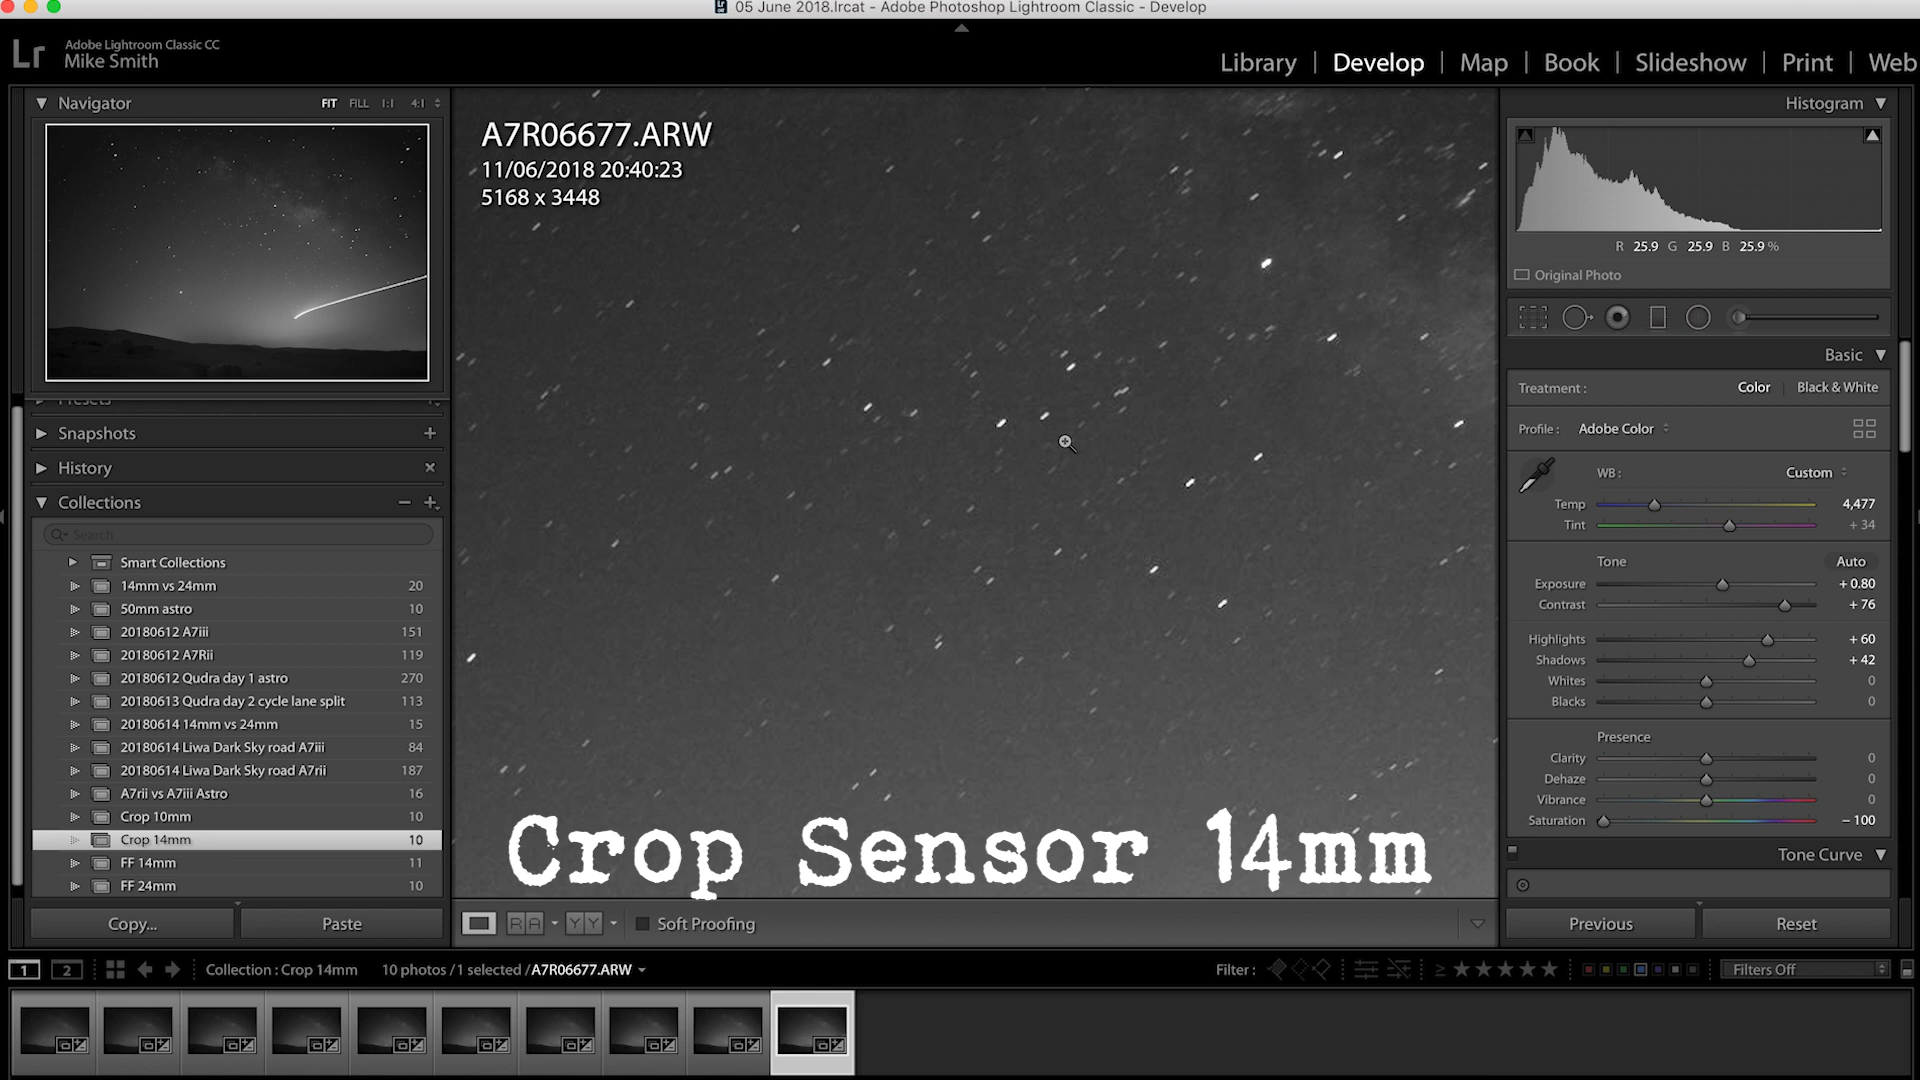 05 June 2018.lrcat - Adobe Photoshop Lightroom Classic - Develop
Lr
Adobe Lightroom Classic CC
Mike Smith
Library | Develop | Map | Book | Slideshow | Print | Web
Navigator FIT FILL 1:1 4:1
Presets
Snapshots
History
Collections
Search
Smart Collections
14mm vs 24mm 20
50mm astro 10
20180612 A7iii 151
20180612 A7Rii 119
20180612 Qudra day 1 astro 270
20180613 Qudra day 2 cycle lane split 113
20180614 14mm vs 24mm 15
20180614 Liwa Dark Sky road A7iii 84
20180614 Liwa Dark Sky road A7rii 187
A7rii vs A7iii Astro 16
Crop 10mm 10
Crop 14mm 10
FF 14mm 11
FF 24mm 10
Copy... Paste
A7R06677.ARW
11/06/2018 20:40:23
5168 x 3448
Crop Sensor 14mm
R A Y Y Soft Proofing
Histogram
R 25.9 G 25.9 B 25.9 %
Original Photo
Basic
Treatment : Color Black & White
Profile : Adobe Color
WB : Custom
Temp 4,477
Tint + 34
Tone Auto
Exposure + 0.80
Contrast + 76
Highlights + 60
Shadows + 42
Whites 0
Blacks 0
Presence
Clarity 0
Dehaze 0
Vibrance 0
Saturation – 100
Tone Curve
Previous Reset
1 2 Collection : Crop 14mm 10 photos / 1 selected / A7R06677.ARW Filter : ≥ ★★★★★ Filters Off